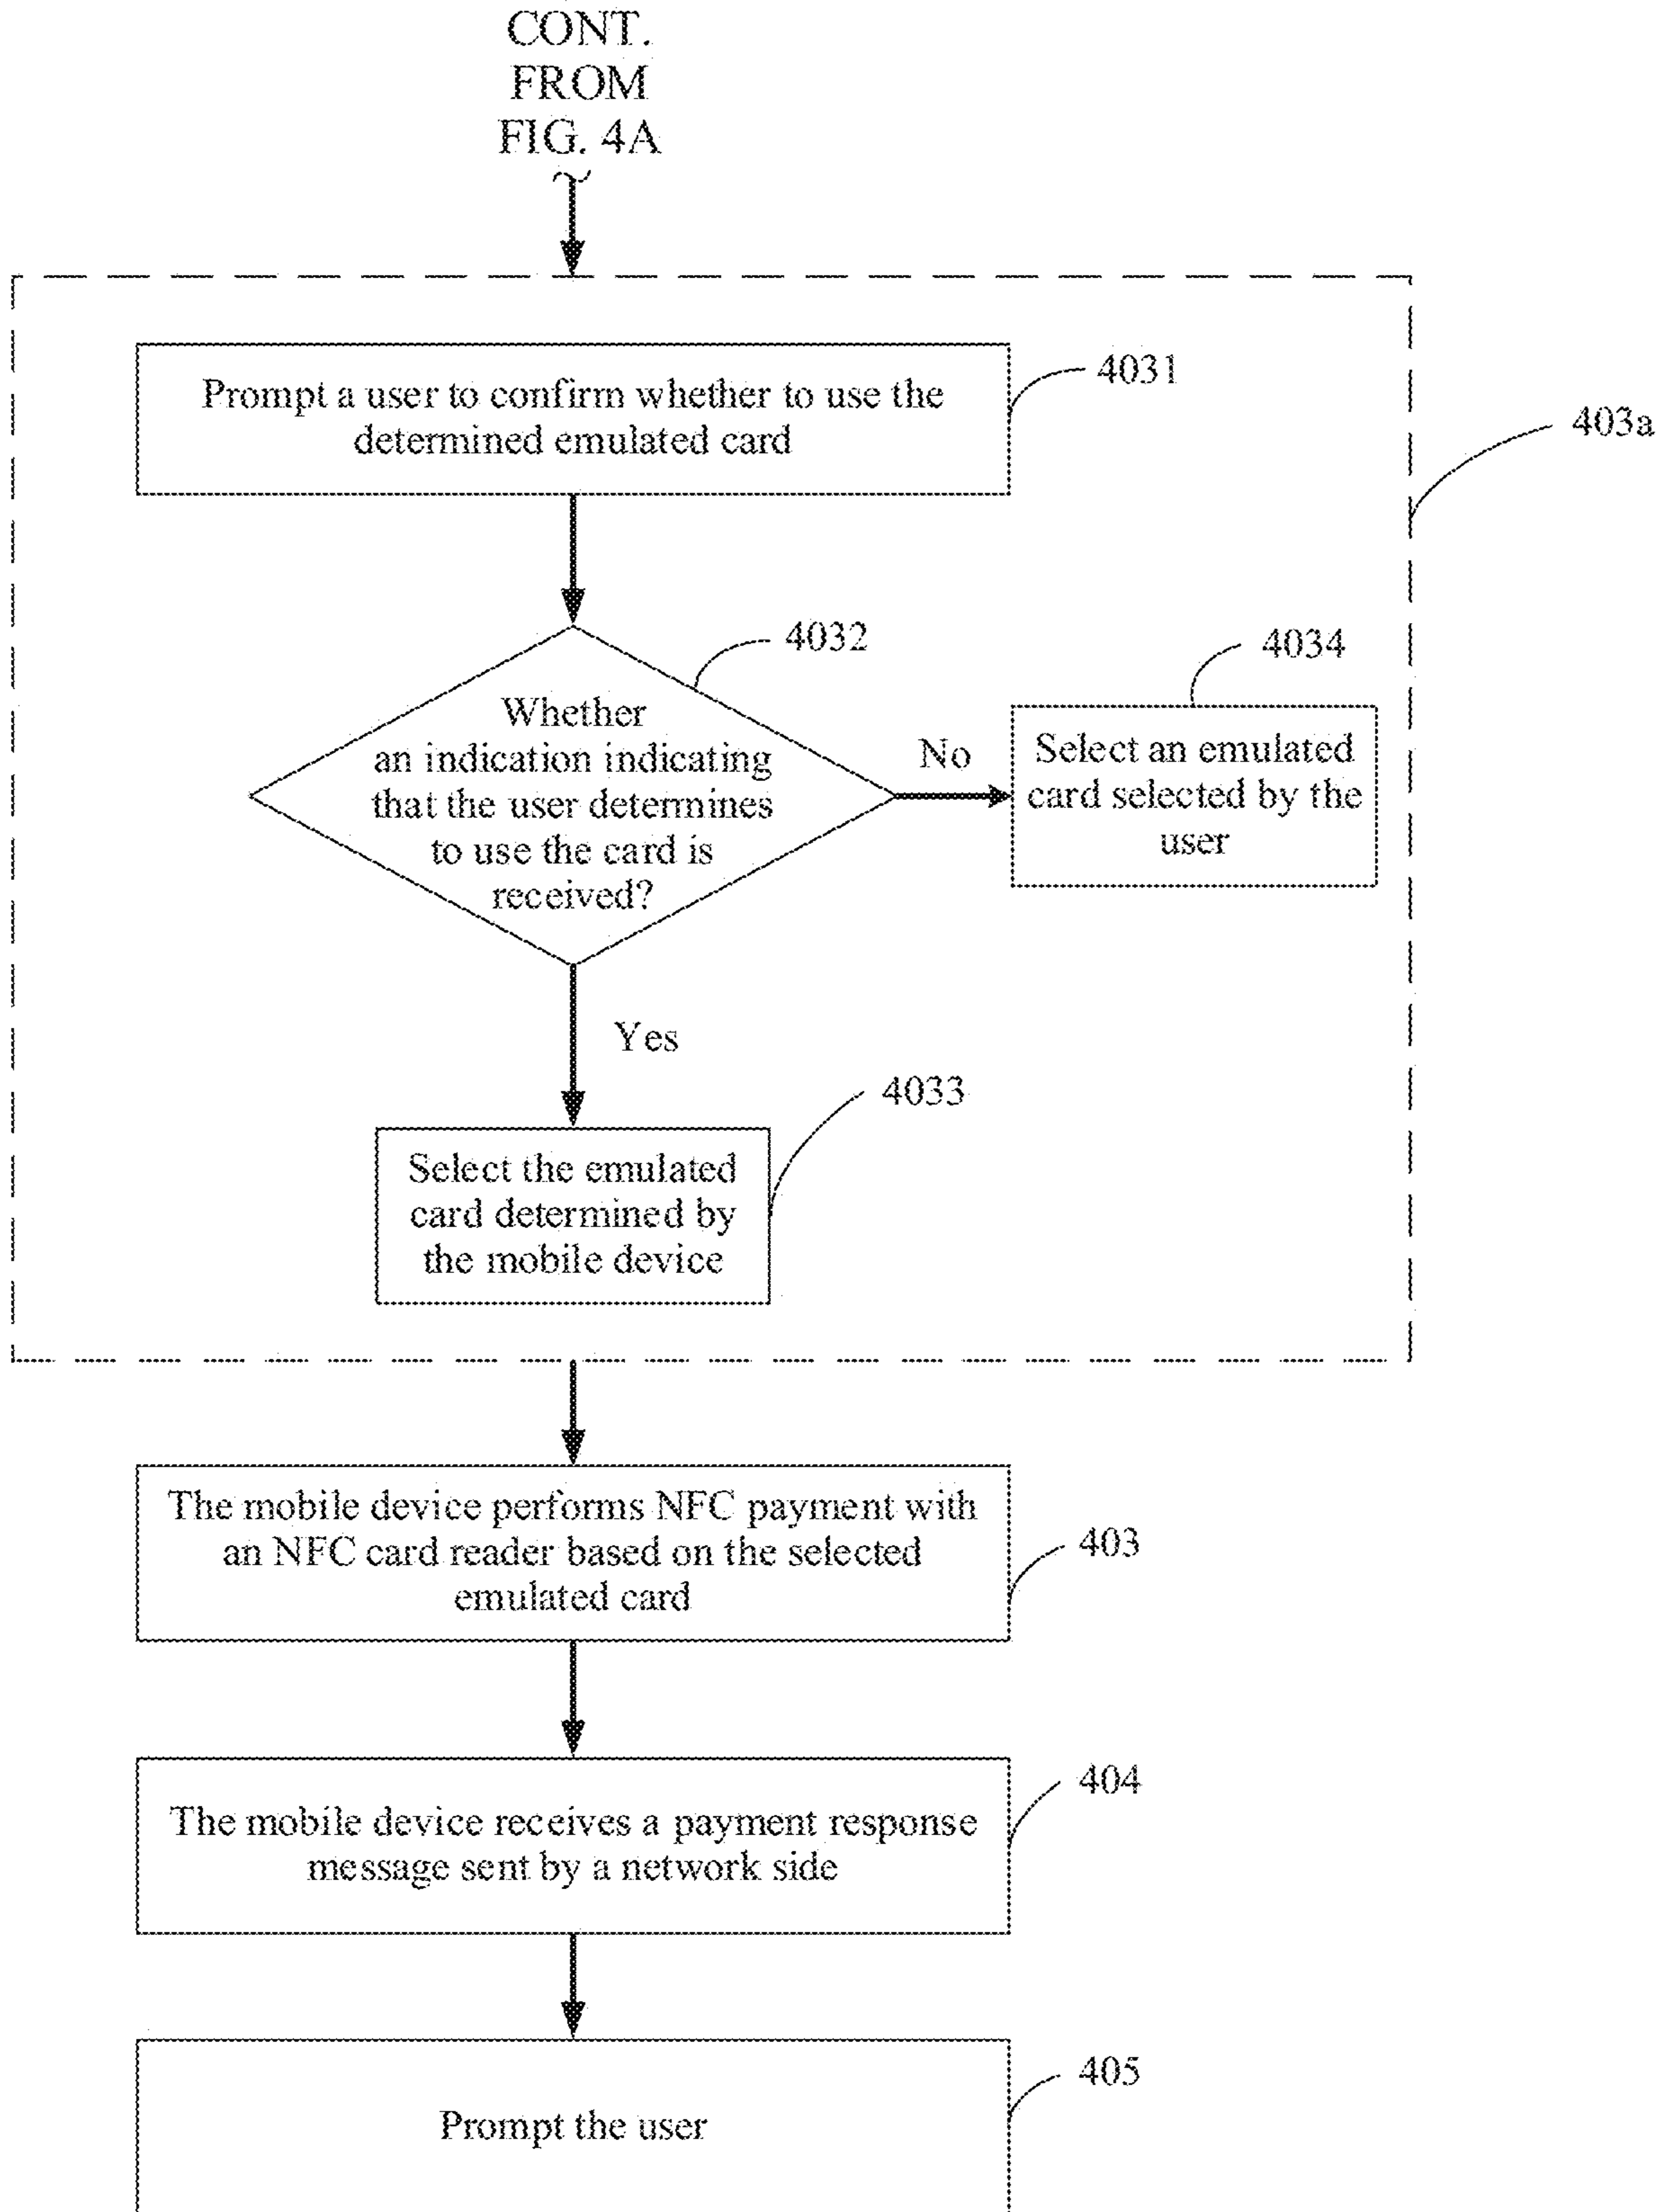 CONT.
FROM
FIG. 4A
Prompt a user to confirm whether to use the
determined emulated card
4031
403a
4032
Whether
an indication indicating
that the user determines
to use the card is
received?
No
4034
Select an emulated
card selected by the
user
Yes
4033
Select the emulated
card determined by
the mobile device
The mobile device performs NFC payment with
an NFC card reader based on the selected
emulated card
403
The mobile device receives a payment response
message sent by a network side
404
Prompt the user
405